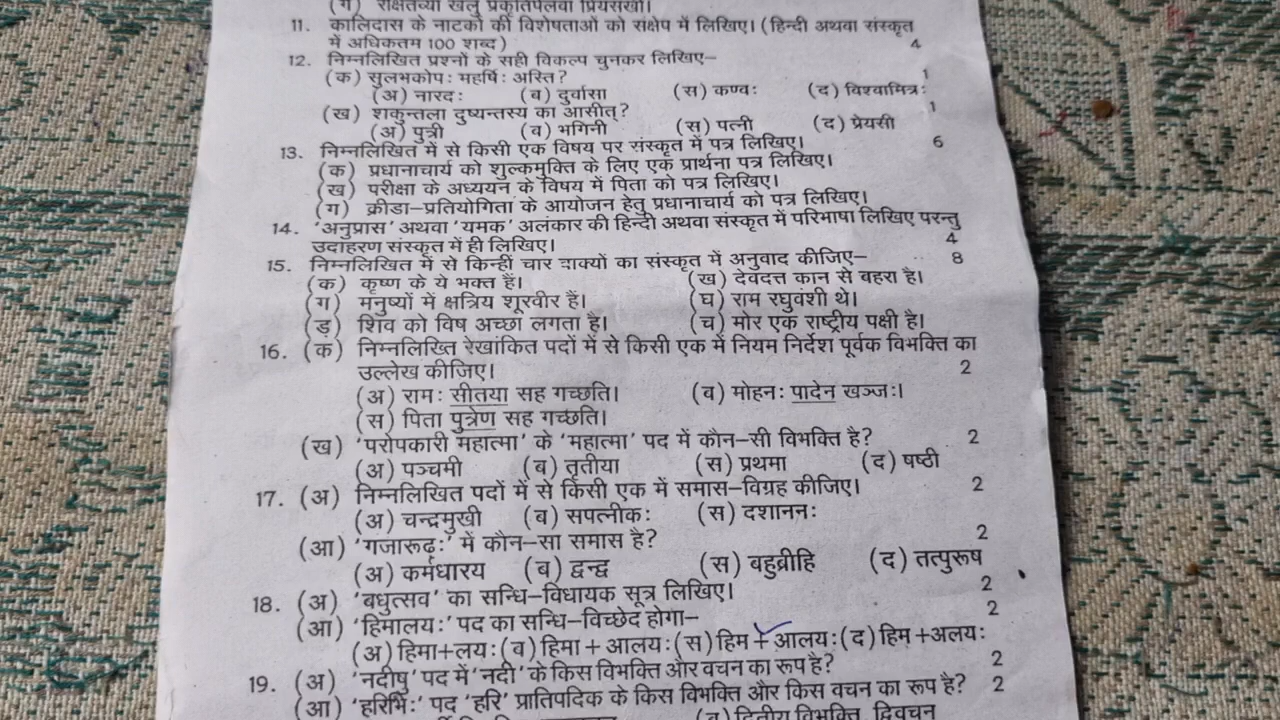 (ग) रक्षितव्या खलु प्रकृतिपेलवा प्रियसखी।
11. कालिदास के नाटकों की विशेषताओं को संक्षेप में लिखिए। (हिन्दी अथवा संस्कृत
में अधिकतम 100 शब्द) 4
12. निम्नलिखित प्रश्नों के सही विकल्प चुनकर लिखिए–
(क) सुलभकोपः महर्षिः अस्ति? 1
(अ) नारदः (ब) दुर्वासा (स) कण्वः (द) विश्वामित्रः
(ख) शकुन्तला दुष्यन्तस्य का आसीत्? 1
(अ) पुत्री (ब) भगिनी (स) पत्नी (द) प्रेयसी
13. निम्नलिखित में से किसी एक विषय पर संस्कृत में पत्र लिखिए। 6
(क) प्रधानाचार्य को शुल्कमुक्ति के लिए एक प्रार्थना पत्र लिखिए।
(ख) परीक्षा के अध्ययन के विषय में पिता को पत्र लिखिए।
(ग) क्रीडा–प्रतियोगिता के आयोजन हेतु प्रधानाचार्य को पत्र लिखिए।
14. 'अनुप्रास' अथवा 'यमक' अलंकार की हिन्दी अथवा संस्कृत में परिभाषा लिखिए परन्तु
उदाहरण संस्कृत में ही लिखिए। 4
15. निम्नलिखित में से किन्हीं चार वाक्यों का संस्कृत में अनुवाद कीजिए– 8
(क) कृष्ण के ये भक्त हैं। (ख) देवदत्त कान से बहरा है।
(ग) मनुष्यों में क्षत्रिय शूरवीर हैं। (घ) राम रघुवंशी थे।
(ड़) शिव को विष अच्छा लगता है। (च) मोर एक राष्ट्रीय पक्षी है।
16. (क) निम्नलिख्ति रेखांकित पदों में से किसी एक में नियम निर्देश पूर्वक विभक्ति का
उल्लेख कीजिए। 2
(अ) रामः सीतया सह गच्छति। (ब) मोहनः पादेन खञ्जः।
(स) पिता पुत्रेण सह गच्छति।
(ख) 'परोपकारी महात्मा' के 'महात्मा' पद में कौन–सी विभक्ति है? 2
(अ) पञ्चमी (ब) तृतीया (स) प्रथमा (द) षष्ठी
17. (अ) निम्नलिखित पदों में से किसी एक में समास–विग्रह कीजिए। 2
(अ) चन्द्रमुखी (ब) सपत्नीकः (स) दशाननः
(आ) 'गजारूढ़ः' में कौन–सा समास है? 2
(अ) कर्मधारय (ब) द्वन्द्व (स) बहुव्रीहि (द) तत्पुरूष
18. (अ) 'बधुत्सव' का सन्धि–विधायक सूत्र लिखिए। 2
(आ) 'हिमालयः' पद का सन्धि–विच्छेद होगा– 2
(अ) हिमा+लयः (ब) हिमा + आलयः (स) हिम + आलयः (द) हिम +अलयः
19. (अ) 'नदीषु' पद में 'नदी' के किस विभक्ति और वचन का रूप है? 2
(आ) 'हरिभिः' पद 'हरि' प्रातिपदिक के किस विभक्ति और किस वचन का रूप है? 2
(ब) द्वितीय विभक्ति, द्विवचन